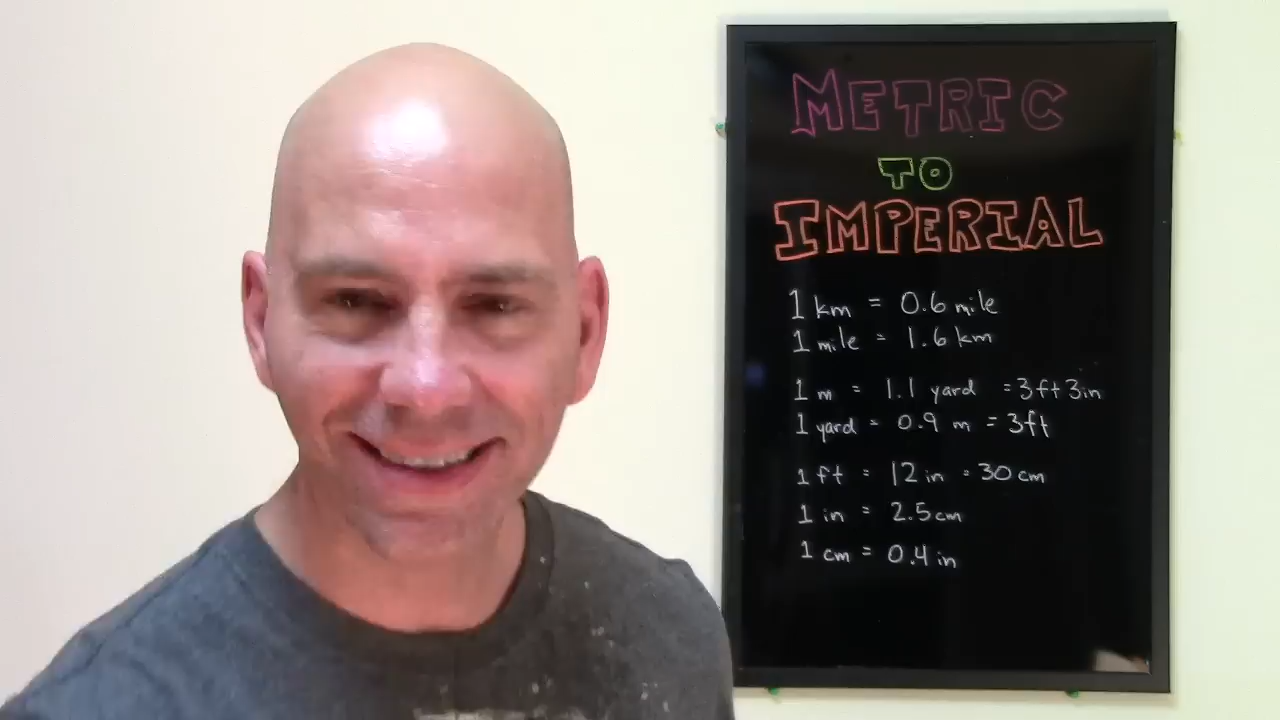 METRIC
TO
IMPERIAL
1 km = 0.6 mile
1 mile = 1.6 km
1 m = 1.1 yard = 3ft 3in
1 yard = 0.9 m = 3ft
1 ft = 12 in = 30 cm
1 in = 2.5 cm
1 cm = 0.4 in